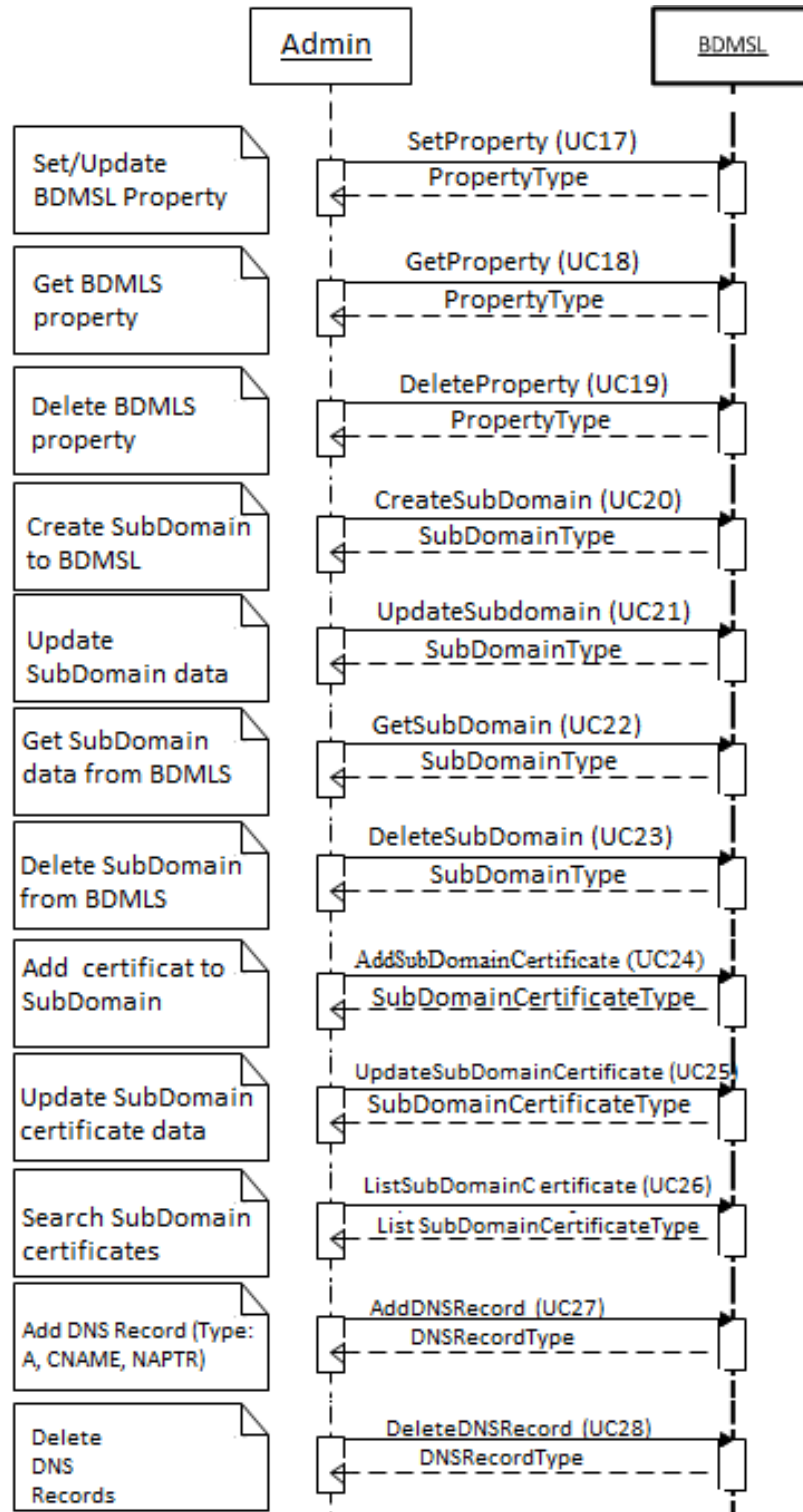 Admin
BDMSL
Set/Update
BDMSL Property
SetProperty (UC17)
PropertyType
Get BDMLS
property
GetProperty (UC18)
PropertyType
Delete BDMLS
property
DeleteProperty (UC19)
PropertyType
Create SubDomain
to BDMSL
CreateSubDomain (UC20)
SubDomainType
Update
SubDomain data
UpdateSubdomain (UC21)
SubDomainType
Get SubDomain
data from BDMLS
GetSubDomain (UC22)
SubDomainType
Delete SubDomain
from BDMLS
DeleteSubDomain (UC23)
SubDomainType
Add certificat to
SubDomain
AddSubDomainCertificate (UC24)
SubDomainCertificateType
Update SubDomain
certificate data
UpdateSubDomainCertificate (UC25)
SubDomainCertificateType
Search SubDomain
certificates
ListSubDomainC ertificate (UC26)
List SubDomainCertificateType
Add DNS Record (Type:
A, CNAME, NAPTR)
AddDNSRecord (UC27)
DNSRecordType
Delete
DNS
Records
DeleteDNSRecord (UC28)
DNSRecordType